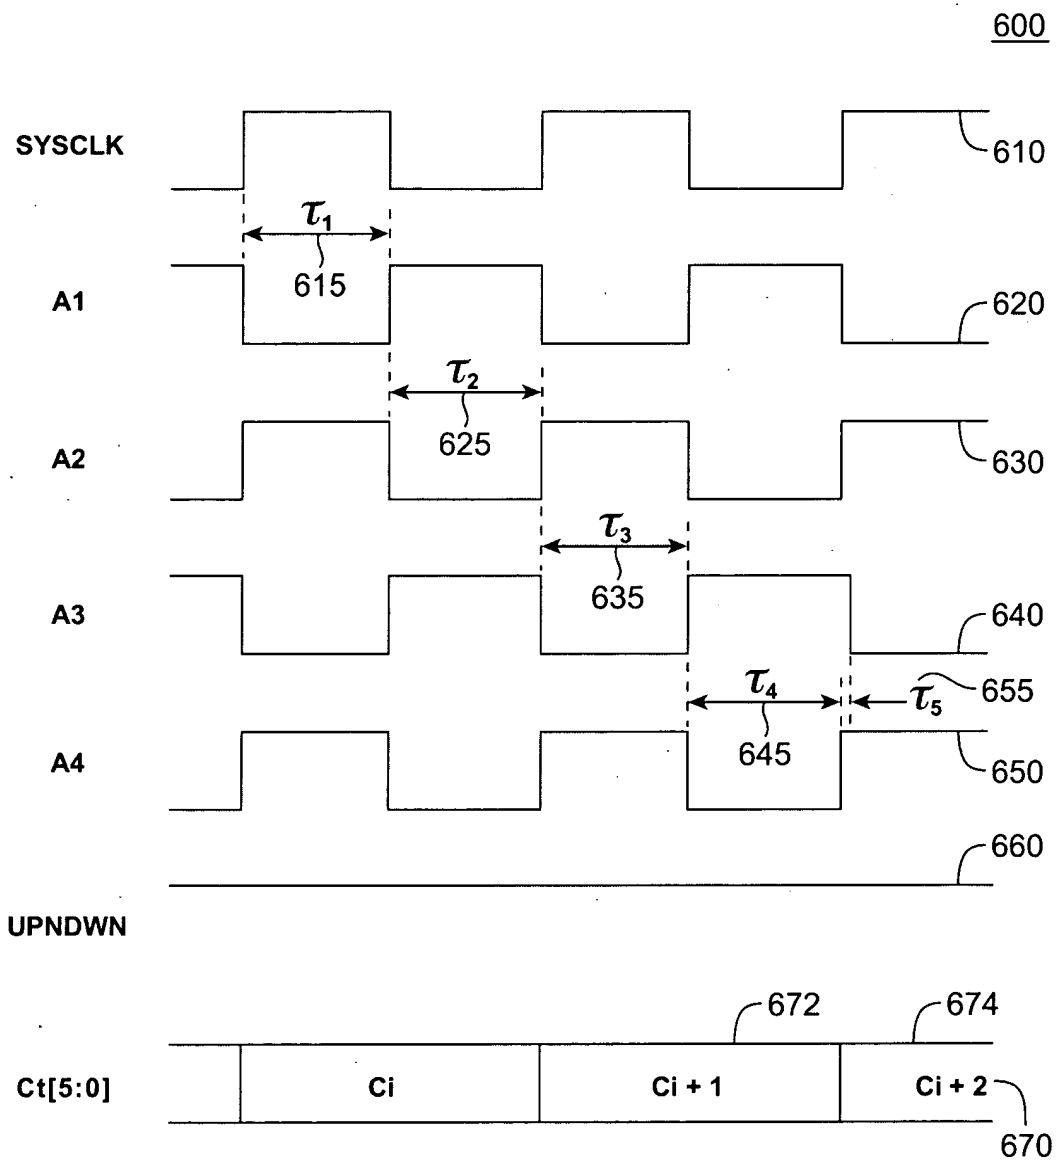 600
SYSCLK
610
τ1
615
A1
620
τ2
625
A2
630
τ3
635
A3
640
τ4
τ5
655
645
A4
650
660
UPNDWN
672
674
Ct[5:0]
Ci
Ci + 1
Ci + 2
670